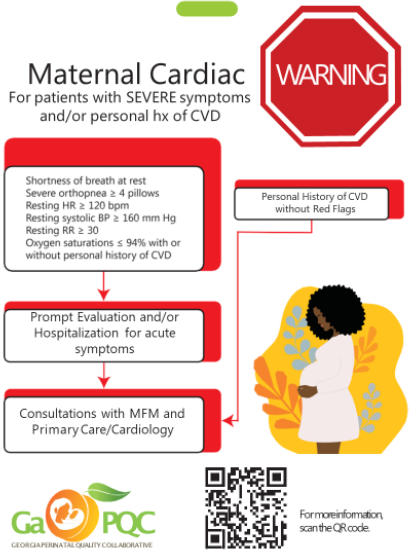 WARNING
Maternal Cardiac
For patients with SEVERE symptoms
and/or personal hx of CVD
Shortness of breath at rest
Severe orthopnea ≥ 4 pillows
Resting HR ≥ 120 bpm
Resting systolic BP ≥ 160 mm Hg
Resting RR ≥ 30
Oxygen saturations ≤ 94% with or
without personal history of CVD
Personal History of CVD
without Red Flags
Prompt Evaluation and/or
Hospitalization for acute
symptoms
Consultations with MFM and
Primary Care/Cardiology
GaPQC
GEORGIA PERINATAL QUALITY COLLABORATIVE
For more information,
scan the QR code.